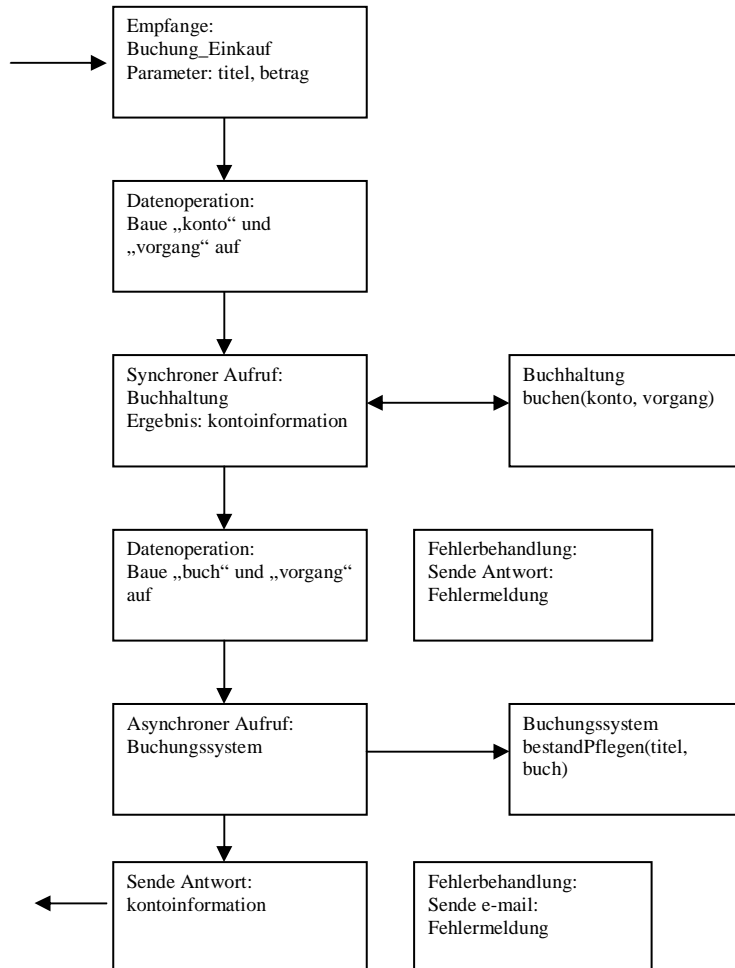 Empfange:
Buchung_Einkauf
Parameter: titel, betrag
Datenoperation:
Baue „konto“ und
„vorgang“ auf
Synchroner Aufruf:
Buchhaltung
Ergebnis: kontoinformation
Buchhaltung
buchen(konto, vorgang)
Datenoperation:
Baue „buch“ und „vorgang“
auf
Fehlerbehandlung:
Sende Antwort:
Fehlermeldung
Asynchroner Aufruf:
Buchungssystem
Buchungssystem
bestandPflegen(titel,
buch)
Sende Antwort:
kontoinformation
Fehlerbehandlung:
Sende e-mail:
Fehlermeldung